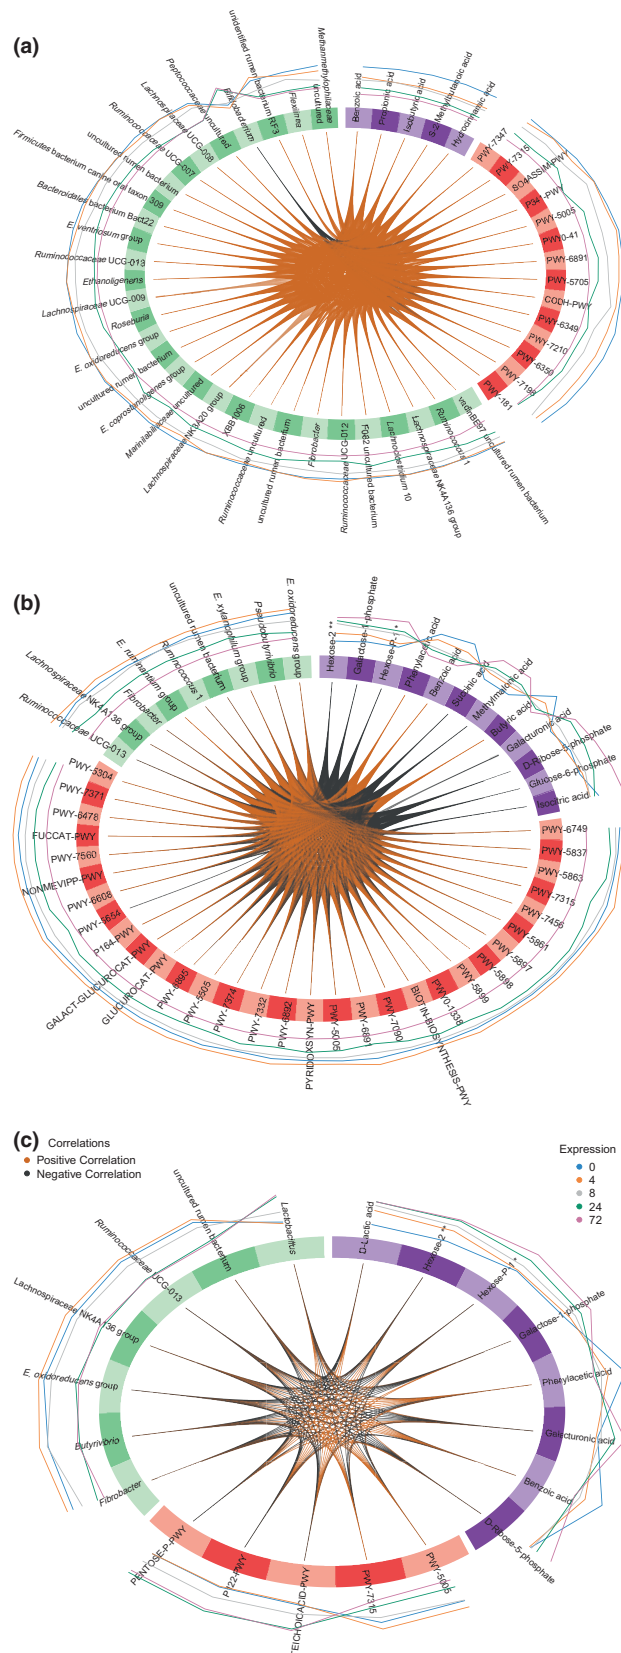 (a)
Methanmethylophilaceae
uncultured
Flexilinea
unidentified rumen bacterium RF3
Bifidobacterium
Peptococcaceae uncultured
Lachnospiraceae UCG-008
Ruminococcaceae UCG-007
uncultured rumen bacterium
Firmicutes bacterium canine oral taxon 309
Bacteroidales bacterium Bact22
E. ventriosum group
Ruminococcaceae UCG-013
Ethanoligenens
Lachnospiraceae UCG-009
Roseburia
E. oxidoreducens group
uncultured rumen bacterium
E. coprostanoligenes group
Marinilabiliaceae uncultured
Lachnospiraceae NK3A20 group
XBB1006
Ruminococcaceae uncultured
uncultured rumen bacterium
Fibrobacter
Ruminococcaceae UCG-012
F082 uncultured bacterium
Lachnoclostridium 10
Lachnospiraceae NK4A136 group
Ruminococcus 1
vadinBE97 uncultured rumen bacterium
Benzoic acid
Propionic acid
Isobutyric acid
S-2-Methylbutanoic acid
Hydrocinnamic acid
PWY-7347
PWY-7315
SO4ASSIM-PWY
P341-PWY
PWY-5005
PWY0-41
PWY-6891
PWY-5705
CODH-PWY
PWY-6349
PWY-7210
PWY-6350
PWY-7198
PWY-181
(b)
E. oxidoreducens group
Pseudobutyrivibrio
E. xylanophilum group
uncultured rumen bacterium
Ruminococcus 1
E. ruminantium group
Fibrobacter
Lachnospiraceae NK4A136 group
Ruminococcaceae UCG-013
Hexose-2 **
Galactose-1-phosphate
Hexose-P-1 *
Phenylacetic acid
Benzoic acid
Succinic acid
Methylmalonic acid
Butyric acid
Galacturonic acid
D-Ribose-5-phosphate
Glucose-6-phosphate
Isocitric acid
PWY-5304
PWY-7371
PWY-6478
FUCCAT-PWY
PWY-7560
NONMEVIPP-PWY
PWY-6608
PWY-5654
P164-PWY
GALACT-GLUCUROCAT-PWY
GLUCUROCAT-PWY
PWY-6895
PWY-5505
PWY-7374
PWY-7332
PWY-6892
PYRIDOXSYN-PWY
PWY-5005
PWY-6891
PWY-7090
BIOTIN-BIOSYNTHESIS-PWY
PWY0-1338
PWY-5899
PWY-5898
PWY-5897
PWY-5861
PWY-7456
PWY-7315
PWY-5863
PWY-5837
PWY-6749
(c)
Correlations
Positive Correlation
Negative Correlation
Expression
0
4
8
24
72
Lactobacillus
uncultured rumen bacterium
Ruminococcaceae UCG-013
Lachnospiraceae NK4A136 group
E. oxidoreducens group
Butyrivibrio
Fibrobacter
D-Lactic acid
Hexose-2 **
Hexose-P-1 *
Galactose-1-phosphate
Phenylacetic acid
Galacturonic acid
Benzoic acid
D-Ribose-5-phosphate
PENTOSE-P-PWY
P122-PWY
TEICHOICACID-PWY
PWY-7315
PWY-5005